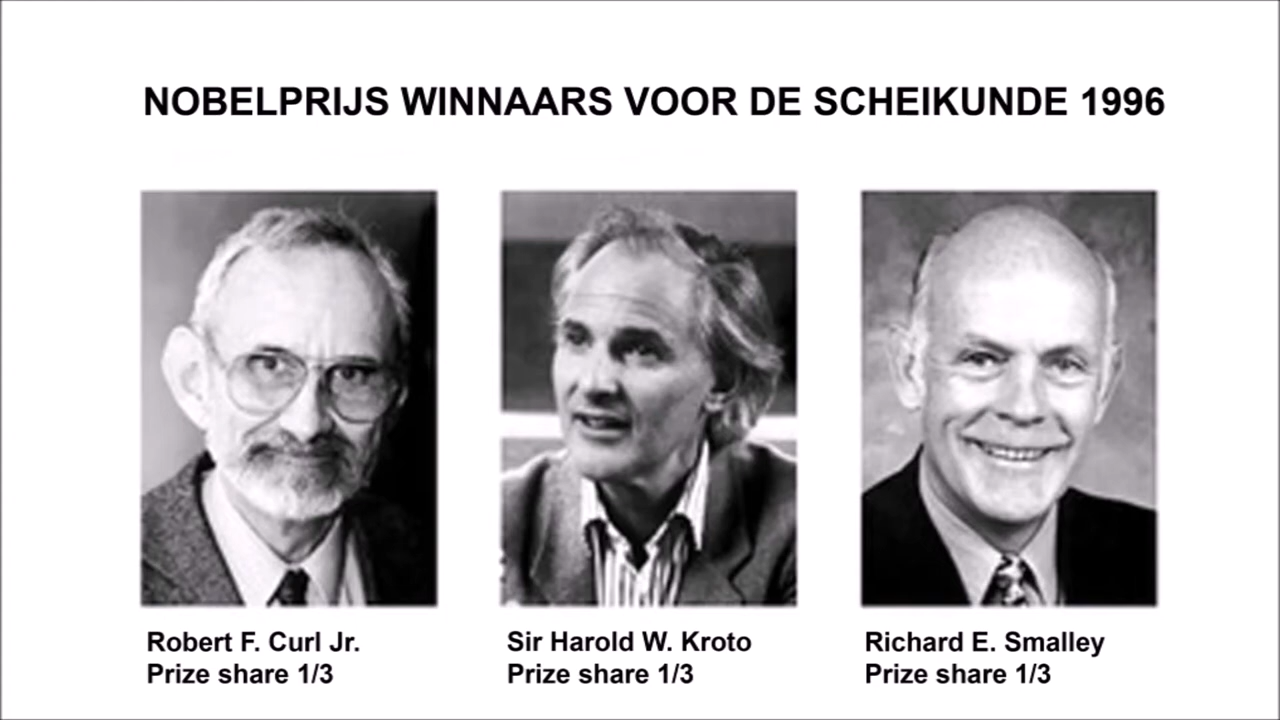 NOBELPRIJS WINNAARS VOOR DE SCHEIKUNDE 1996
Robert F. Curl Jr.
Prize share 1/3
Sir Harold W. Kroto
Prize share 1/3
Richard E. Smalley
Prize share 1/3